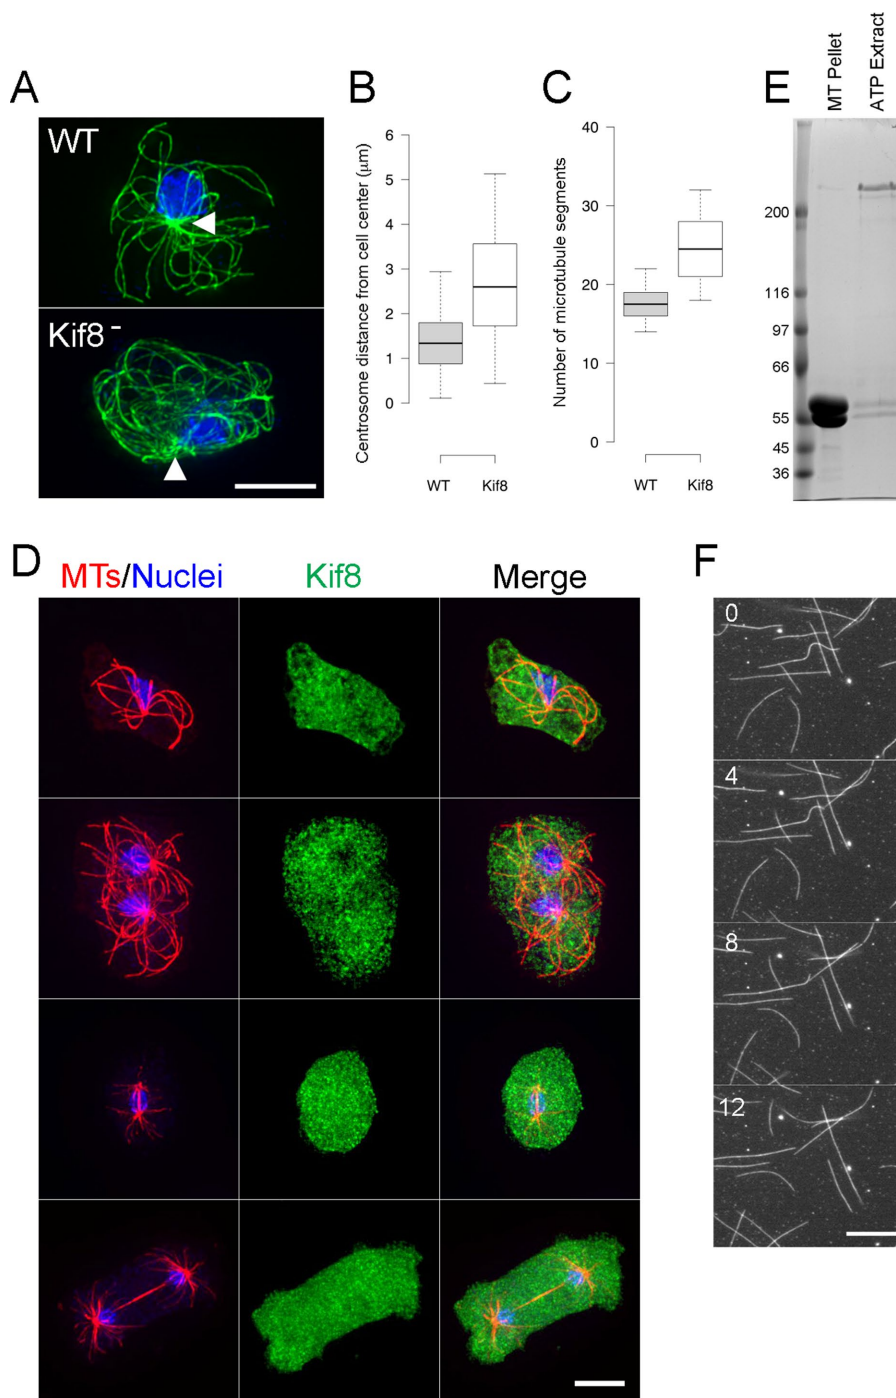 A
WT
Kif8 -
B
Centrosome distance from cell center (µm)
6
5
4
3
2
1
0
WT
Kif8
C
Number of microtubule segments
40
30
20
10
0
WT
Kif8
E
MT Pellet
ATP Extract
200
116
97
66
55
45
36
D
MTs/Nuclei
Kif8
Merge
F
0
4
8
12